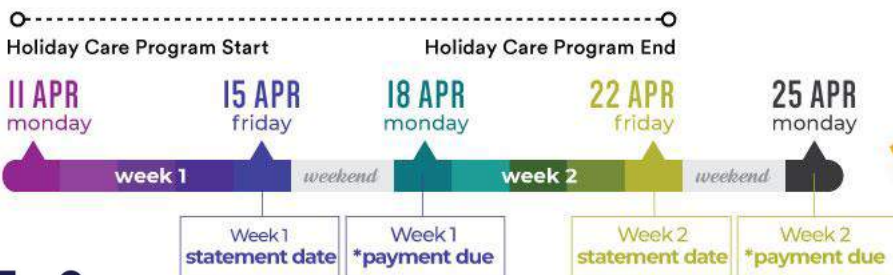 Holiday Care Program Start
Holiday Care Program End
11 APR
monday
15 APR
friday
18 APR
monday
22 APR
friday
25 APR
monday
week 1
weekend
week 2
weekend
Week 1
statement date
Week 1
*payment due
Week 2
statement date
Week 2
*payment due